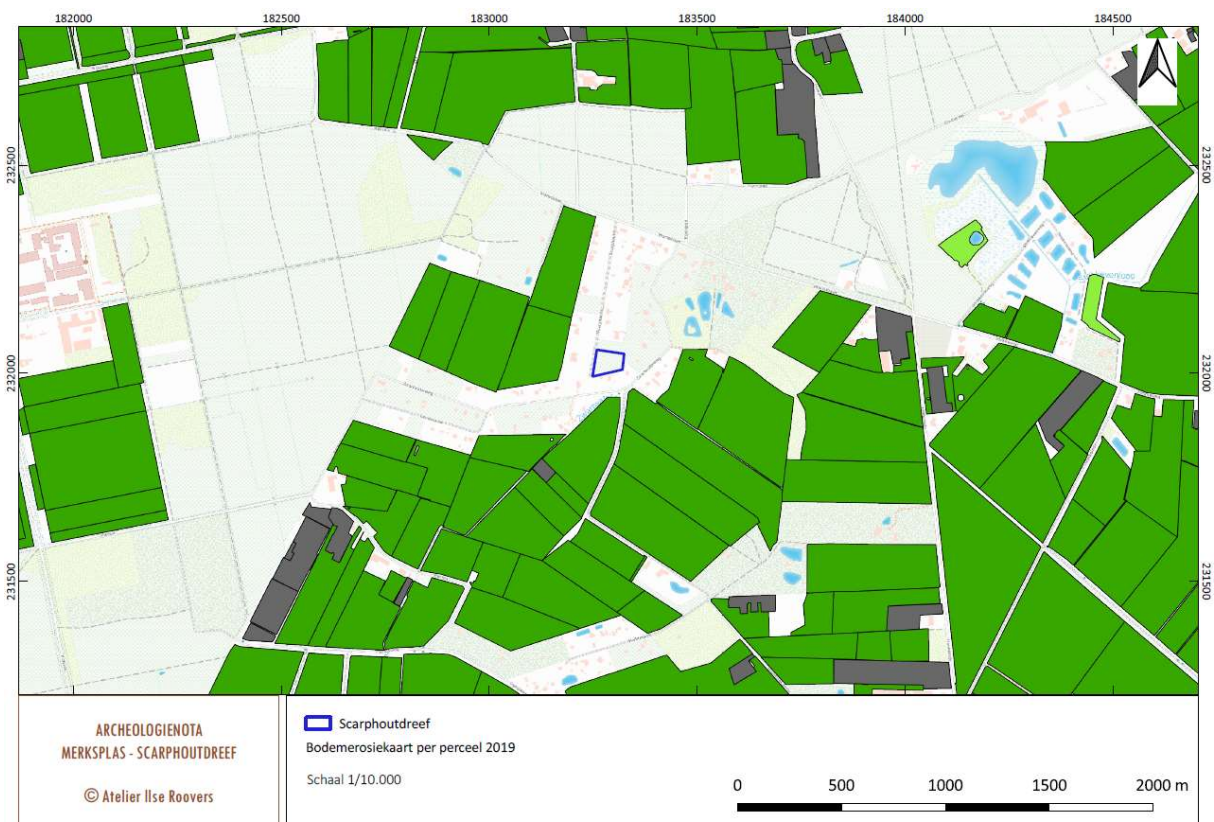 182000 182500 183000 183500 184000 184500
232500 232500
232000 232000
231500 231500
ARCHEOLOGIENOTA
MERKSPLAS - SCARPHOUTDREEF
© Atelier Ilse Roovers
Scarphoutdreef
Bodemerosiekaart per perceel 2019
Schaal 1/10.000
0 500 1000 1500 2000 m